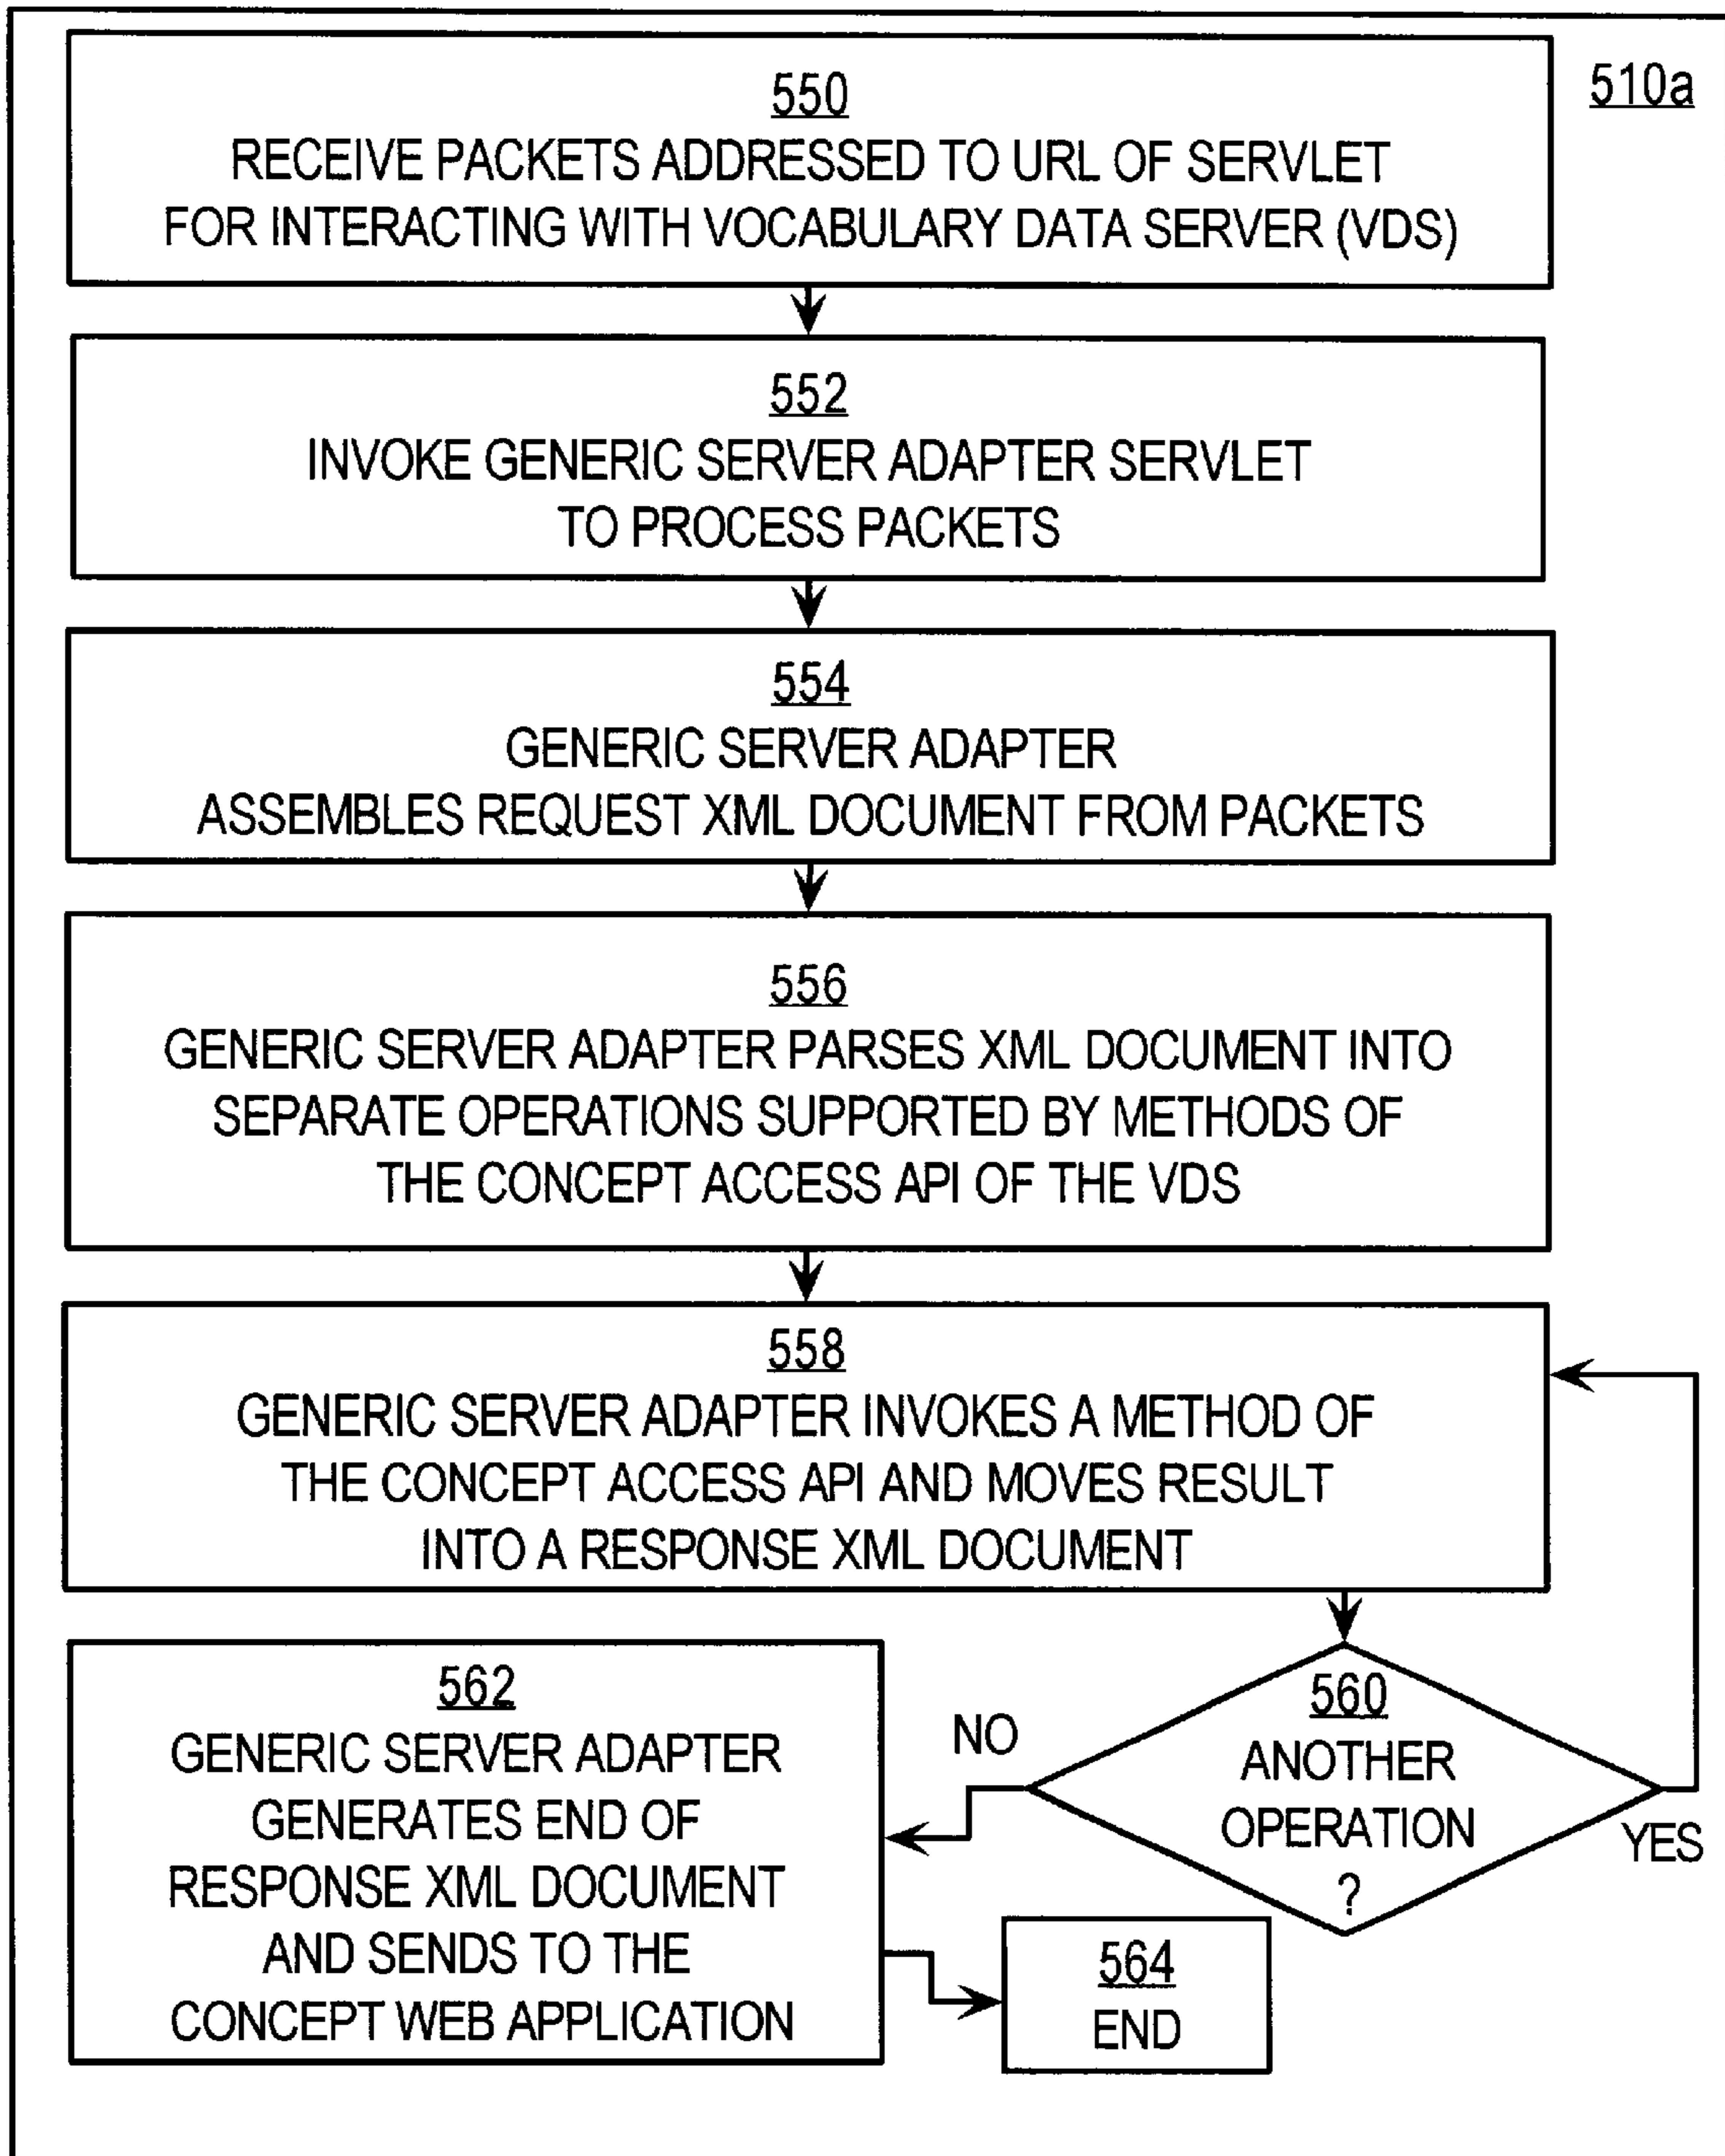 510a
550
RECEIVE PACKETS ADDRESSED TO URL OF SERVLET
FOR INTERACTING WITH VOCABULARY DATA SERVER (VDS)
552
INVOKE GENERIC SERVER ADAPTER SERVLET
TO PROCESS PACKETS
554
GENERIC SERVER ADAPTER
ASSEMBLES REQUEST XML DOCUMENT FROM PACKETS
556
GENERIC SERVER ADAPTER PARSES XML DOCUMENT INTO
SEPARATE OPERATIONS SUPPORTED BY METHODS OF
THE CONCEPT ACCESS API OF THE VDS
558
GENERIC SERVER ADAPTER INVOKES A METHOD OF
THE CONCEPT ACCESS API AND MOVES RESULT
INTO A RESPONSE XML DOCUMENT
560
ANOTHER
OPERATION
?
YES
NO
562
GENERIC SERVER ADAPTER
GENERATES END OF
RESPONSE XML DOCUMENT
AND SENDS TO THE
CONCEPT WEB APPLICATION
564
END